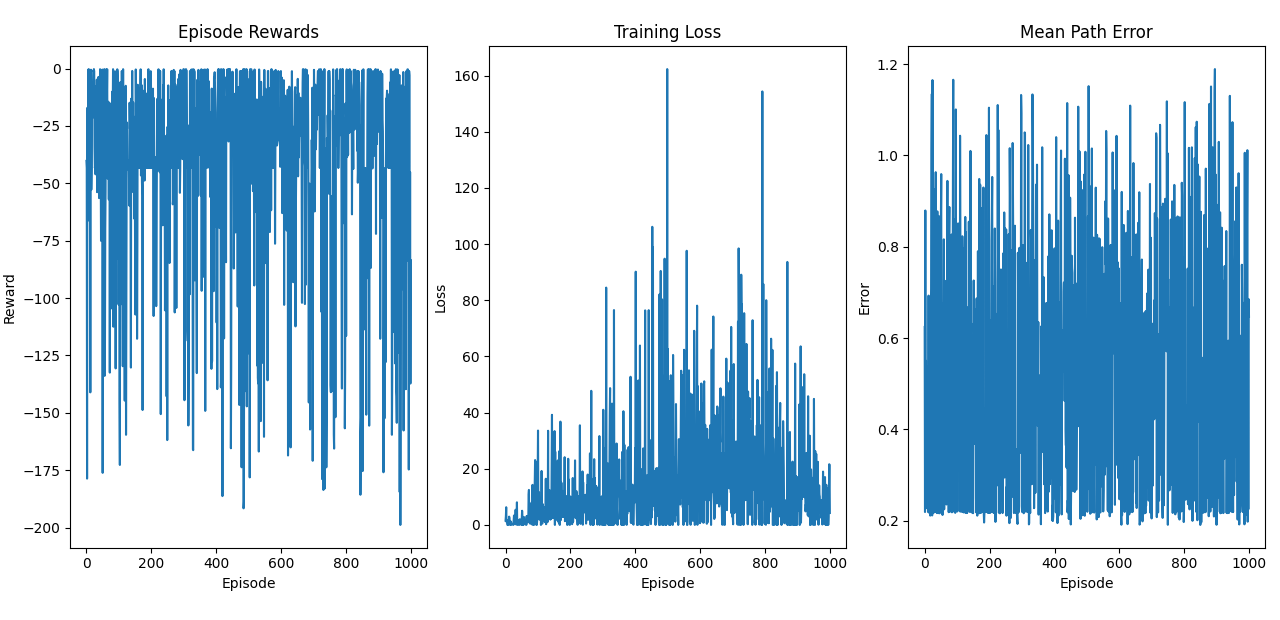 Episode Rewards
Reward
0
−25
−50
−75
−100
−125
−150
−175
−200
0 200 400 600 800 1000
Episode
Training Loss
Loss
160
140
120
100
80
60
40
20
0
0 200 400 600 800 1000
Episode
Mean Path Error
Error
1.2
1.0
0.8
0.6
0.4
0.2
0 200 400 600 800 1000
Episode